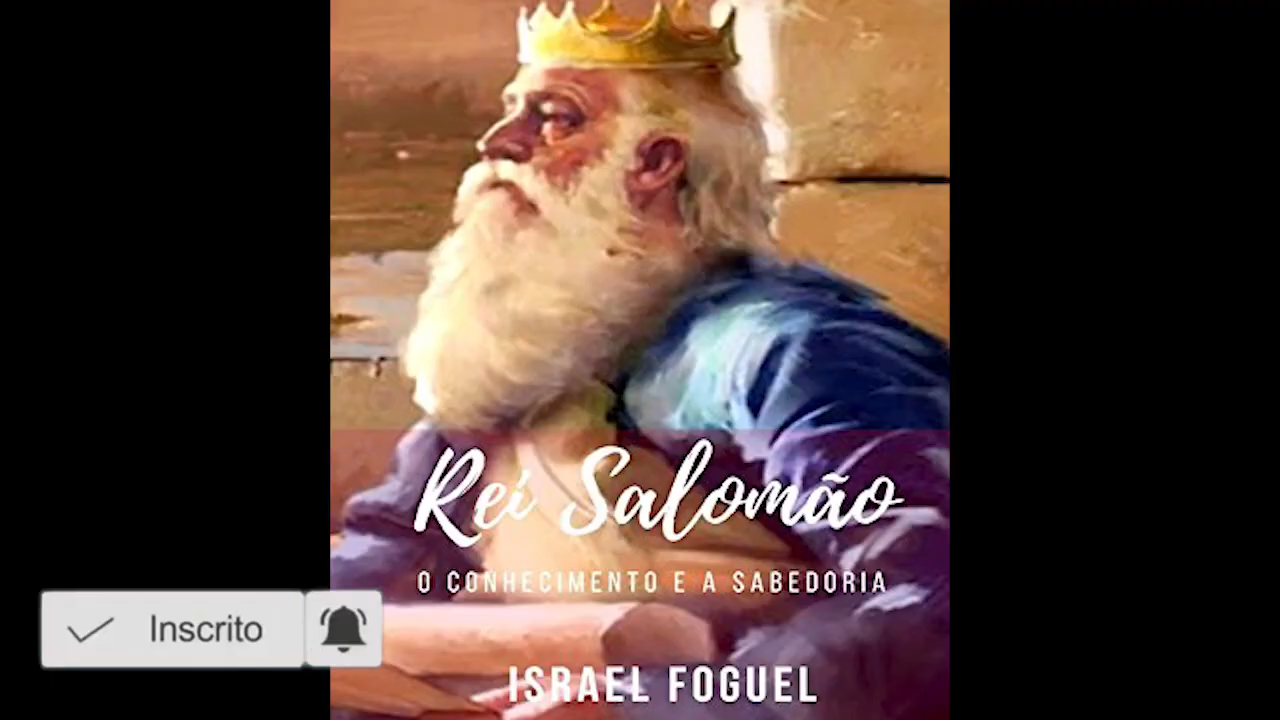 Rei Salomão
O CONHECIMENTO E A SABEDORIA
Inscrito
ISRAEL FOGUEL